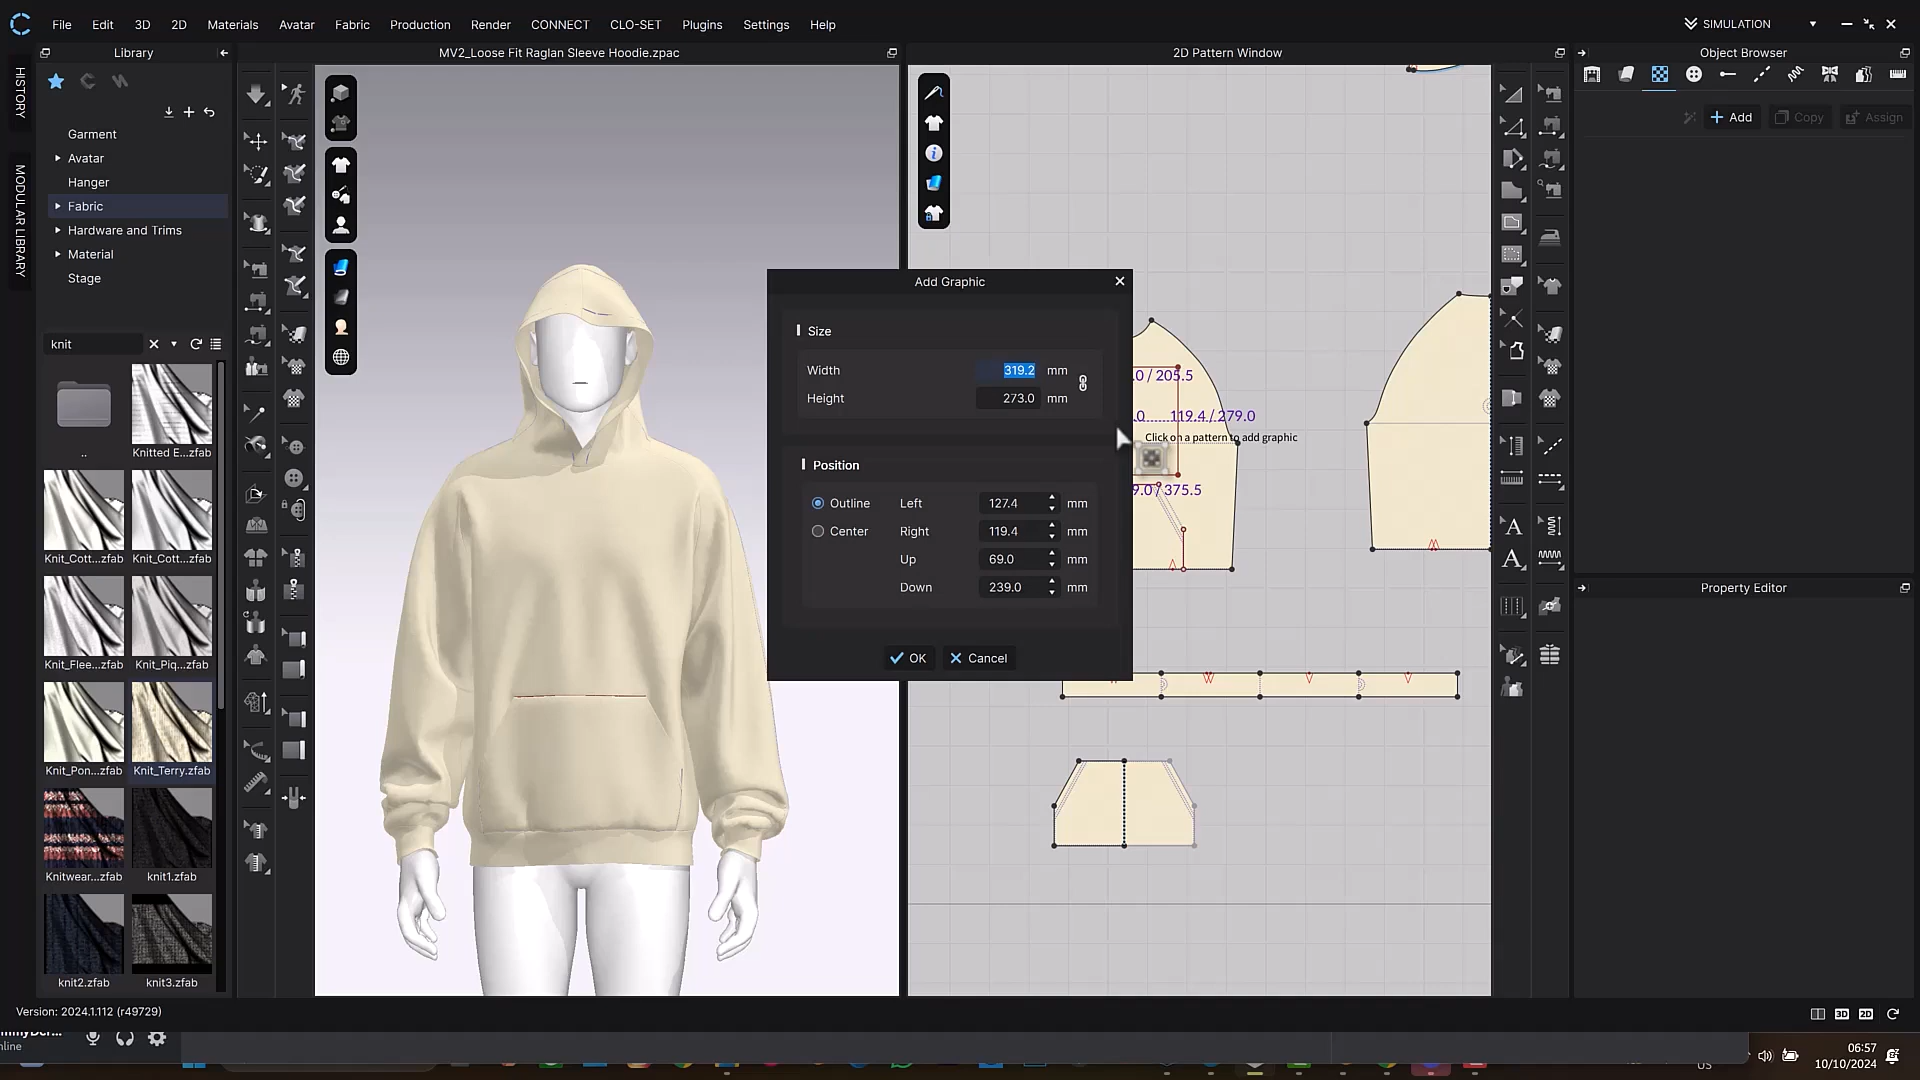 File Edit 3D 2D Materials Avatar Fabric Production Render CONNECT CLO-SET Plugins Settings Help SIMULATION
Library
MV2_Loose Fit Raglan Sleeve Hoodie.zpac
2D Pattern Window
Object Browser
HISTORY
MODULAR LIBRARY
Add Copy Assign
Garment
Avatar
Hanger
Fabric
Hardware and Trims
Material
Stage
knit
..
Knitted E...zfab
Knit_Cott...zfab Knit_Cott...zfab
Knit_Flee...zfab Knit_Piq...zfab
Knit_Pon...zfab Knit_Terry.zfab
Knitwear...zfab knit1.zfab
knit2.zfab knit3.zfab
Add Graphic
Size
Width 319.2 mm
Height 273.0 mm
Position
Outline Left 127.4 mm
Center Right 119.4 mm
Up 69.0 mm
Down 239.0 mm
OK Cancel
.0 / 205.5
.0 119.4 / 279.0
Click on a pattern to add graphic
9.0 / 375.5
A
A
Property Editor
Version: 2024.1.112 (r49729)
3D 2D
06:57
10/10/2024
US